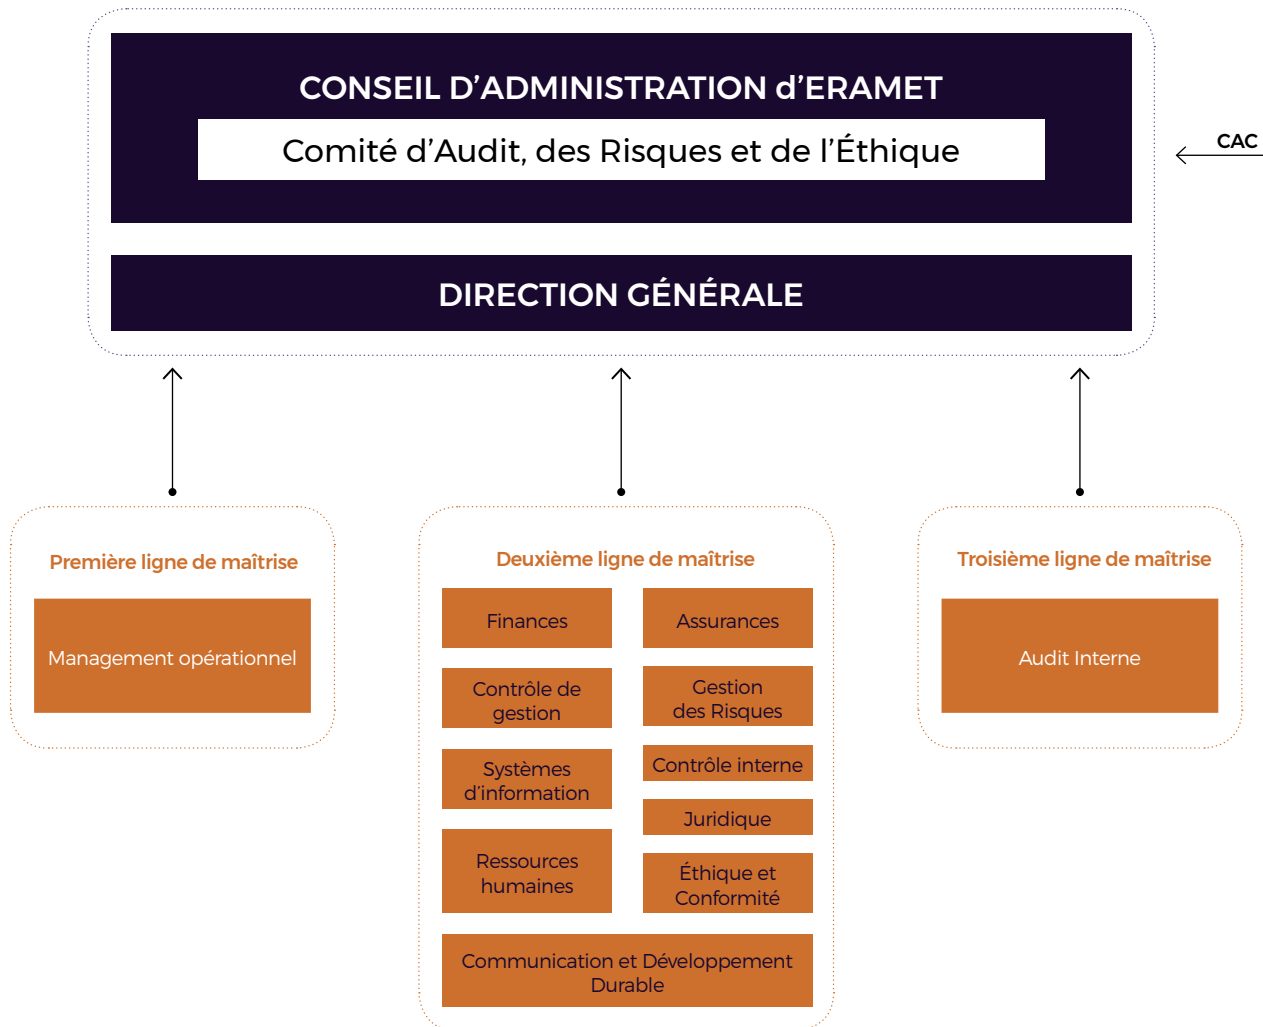 CONSEIL D’ADMINISTRATION d’ERAMET
Comité d’Audit, des Risques et de l’Éthique
CAC
DIRECTION GÉNÉRALE
Première ligne de maîtrise
Management opérationnel
Deuxième ligne de maîtrise
Finances
Assurances
Contrôle de
gestion
Gestion
des Risques
Systèmes
d’information
Contrôle interne
Juridique
Ressources
humaines
Éthique et
Conformité
Communication et Développement
Durable
Troisième ligne de maîtrise
Audit Interne